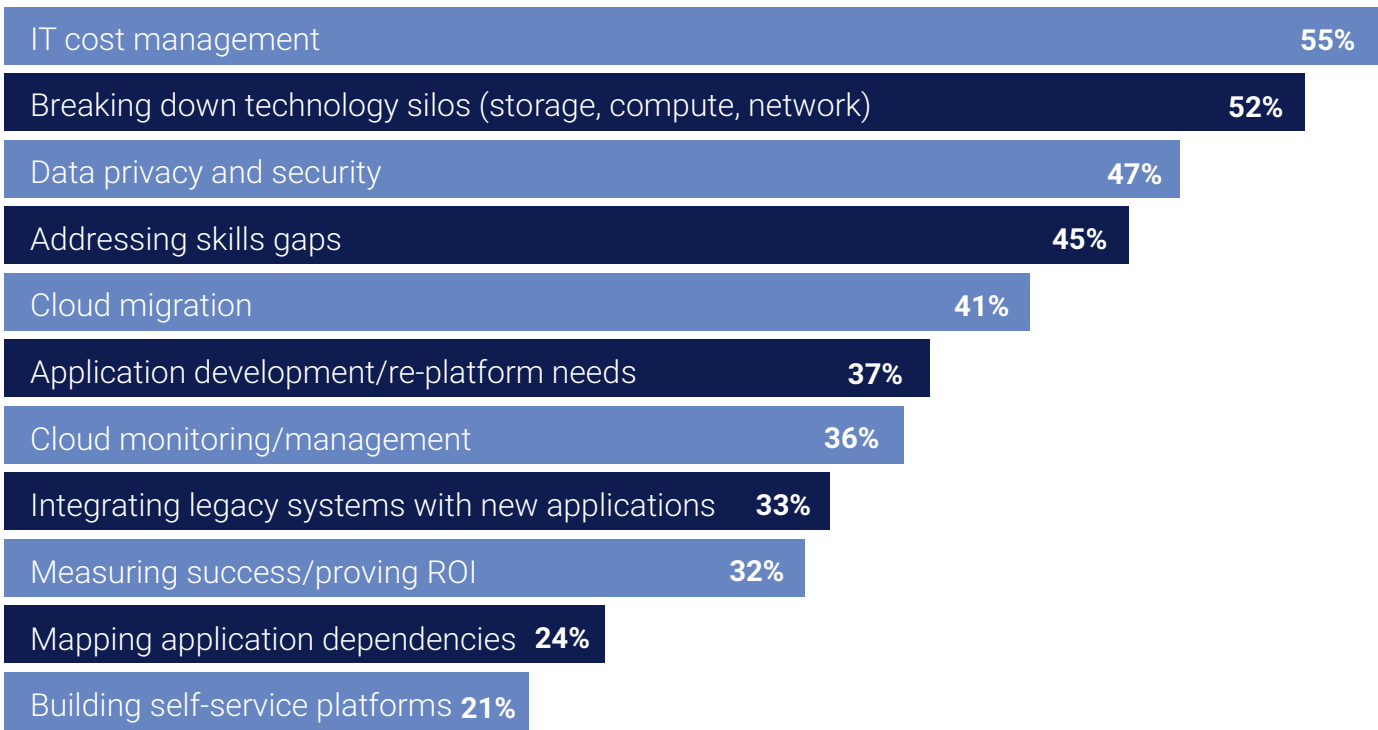 IT cost management 55%
Breaking down technology silos (storage, compute, network) 52%
Data privacy and security 47%
Addressing skills gaps 45%
Cloud migration 41%
Application development/re-platform needs 37%
Cloud monitoring/management 36%
Integrating legacy systems with new applications 33%
Measuring success/proving ROI 32%
Mapping application dependencies 24%
Building self-service platforms 21%